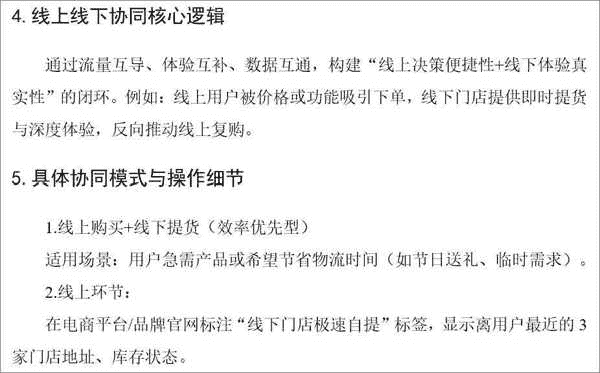 4. 线上线下协同核心逻辑
通过流量互导、体验互补、数据互通，构建“线上决策便捷性+线下体验真
实性”的闭环。例如：线上用户被价格或功能吸引下单，线下门店提供即时提货
与深度体验，反向推动线上复购。
5. 具体协同模式与操作细节
1.线上购买+线下提货（效率优先型）
适用场景：用户急需产品或希望节省物流时间（如节日送礼、临时需求）。
2.线上环节：
在电商平台/品牌官网标注“线下门店极速自提”标签，显示离用户最近的 3
家门店地址、库存状态。